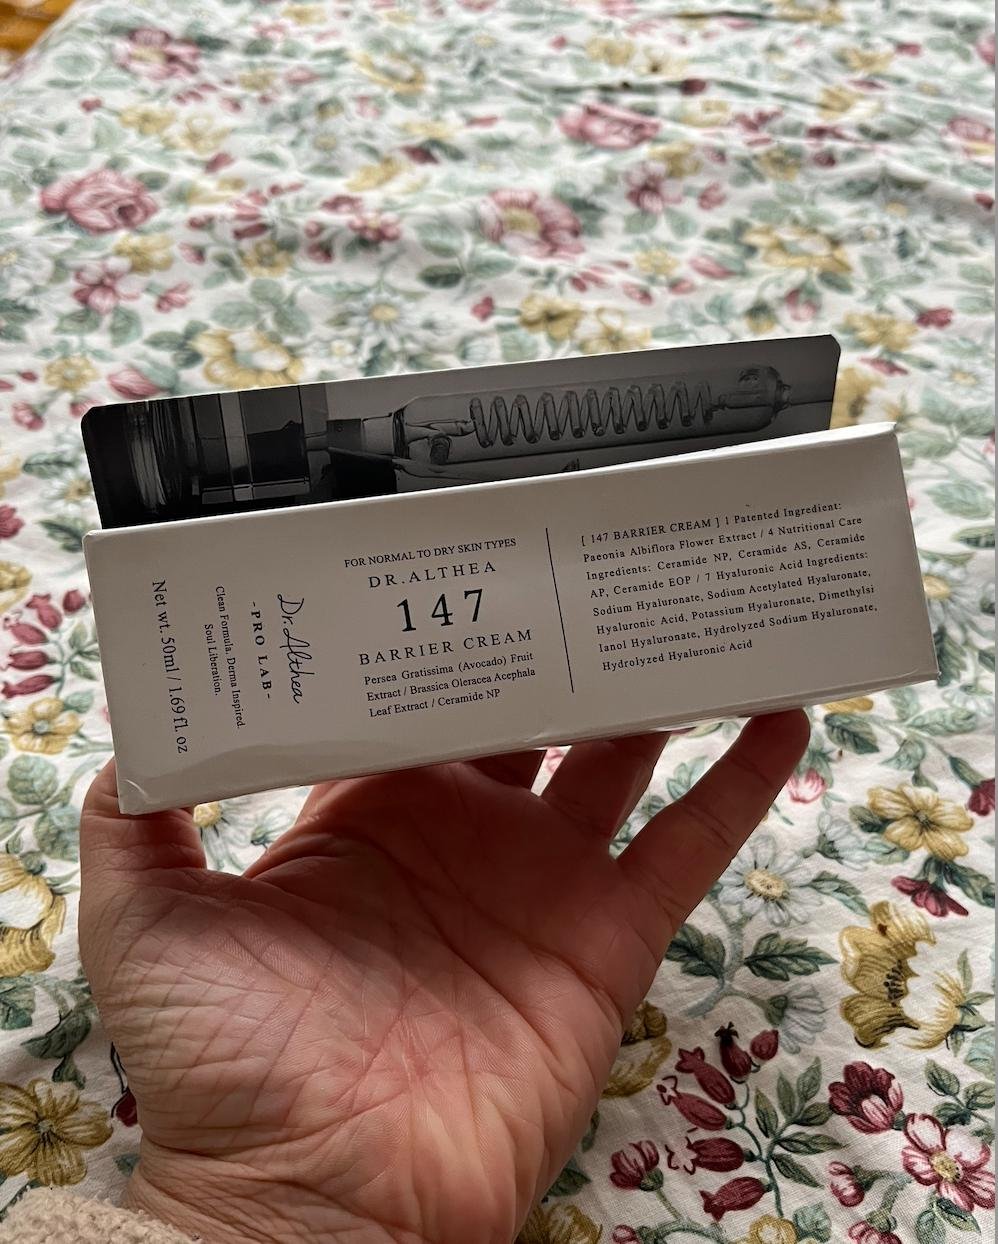 Net wt. 50ml / 1.69fl. oz
Clean Formula. Derma Inspired.
Soul Liberation.
-PRO LAB-
Dr.Althea
FOR NORMAL TO DRY SKIN TYPES
DR.ALTHEA
147
BARRIER CREAM
Persea Gratissima (Avocado) Fruit
Extract / Brassica Oleracea Acephala
Leaf Extract / Ceramide NP
[ 147 BARRIER CREAM ] 1 Patented Ingredient:
Paeonia Albiflora Flower Extract / 4 Nutritional Care
Ingredients: Ceramide NP, Ceramide AS, Ceramide
AP, Ceramide EOP / 7 Hyaluronic Acid Ingredients:
Sodium Hyaluronate, Sodium Acetylated Hyaluronate,
Hyaluronic Acid, Potassium Hyaluronate, Dimethylsi
lanol Hyaluronate, Hydrolyzed Sodium Hyaluronate,
Hydrolyzed Hyaluronic Acid